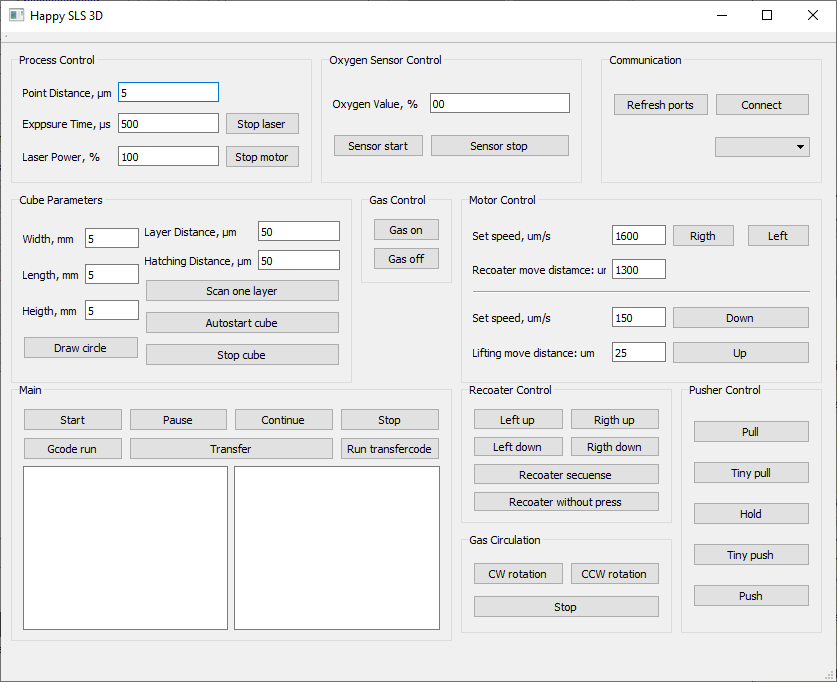 Happy SLS 3D
Process Control
Point Distance, µm 5
Exppsure Time, µs 500 Stop laser
Laser Power, % 100 Stop motor
Oxygen Sensor Control
Oxygen Value, % 00
Sensor start Sensor stop
Communication
Refresh ports Connect
Cube Parameters
Width, mm 5
Length, mm 5
Heigth, mm 5
Draw circle
Layer Distance, µm 50
Hatching Distance, µm 50
Scan one layer
Autostart cube
Stop cube
Gas Control
Gas on
Gas off
Motor Control
Set speed, um/s 1600 Rigth Left
Recoater move distamce: ur 1300
Set speed, um/s 150 Down
Lifting move distance: um 25 Up
Main
Start Pause Continue Stop
Gcode run Transfer Run transfercode
Recoater Control
Left up Rigth up
Left down Rigth down
Recoater secuense
Recoater without press
Gas Circulation
CW rotation CCW rotation
Stop
Pusher Control
Pull
Tiny pull
Hold
Tiny push
Push